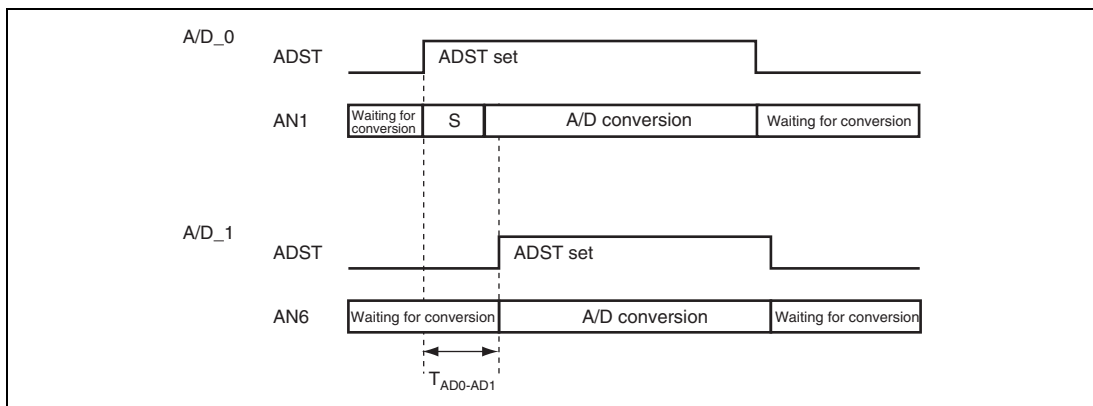 A/D_0
ADST
ADST set
AN1
Waiting for
conversion
S
A/D conversion
Waiting for conversion
A/D_1
ADST
ADST set
AN6
Waiting for conversion
A/D conversion
Waiting for conversion
TAD0-AD1